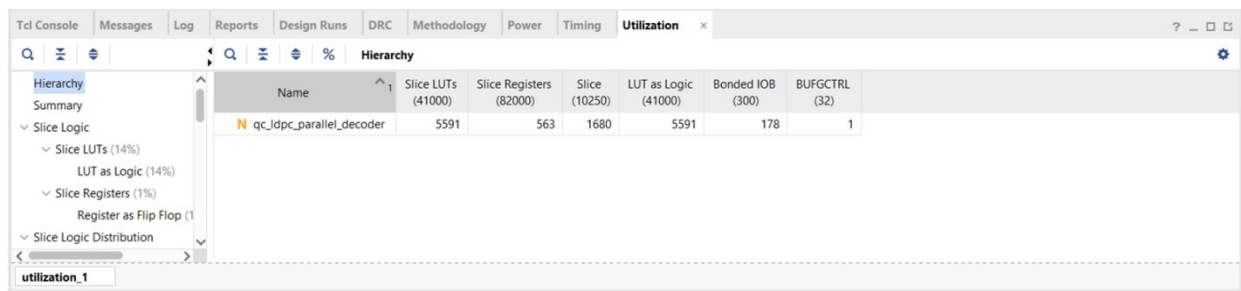 Tcl Console Messages Log Reports Design Runs DRC Methodology Power Timing Utilization × ?
% Hierarchy
Hierarchy
Summary
Slice Logic
Slice LUTs (14%)
LUT as Logic (14%)
Slice Registers (1%)
Register as Flip Flop (1
Slice Logic Distribution
Name 1 Slice LUTs Slice Registers Slice LUT as Logic Bonded IOB BUFGCTRL
(41000) (82000) (10250) (41000) (300) (32)
N qc_ldpc_parallel_decoder 5591 563 1680 5591 178 1
utilization_1